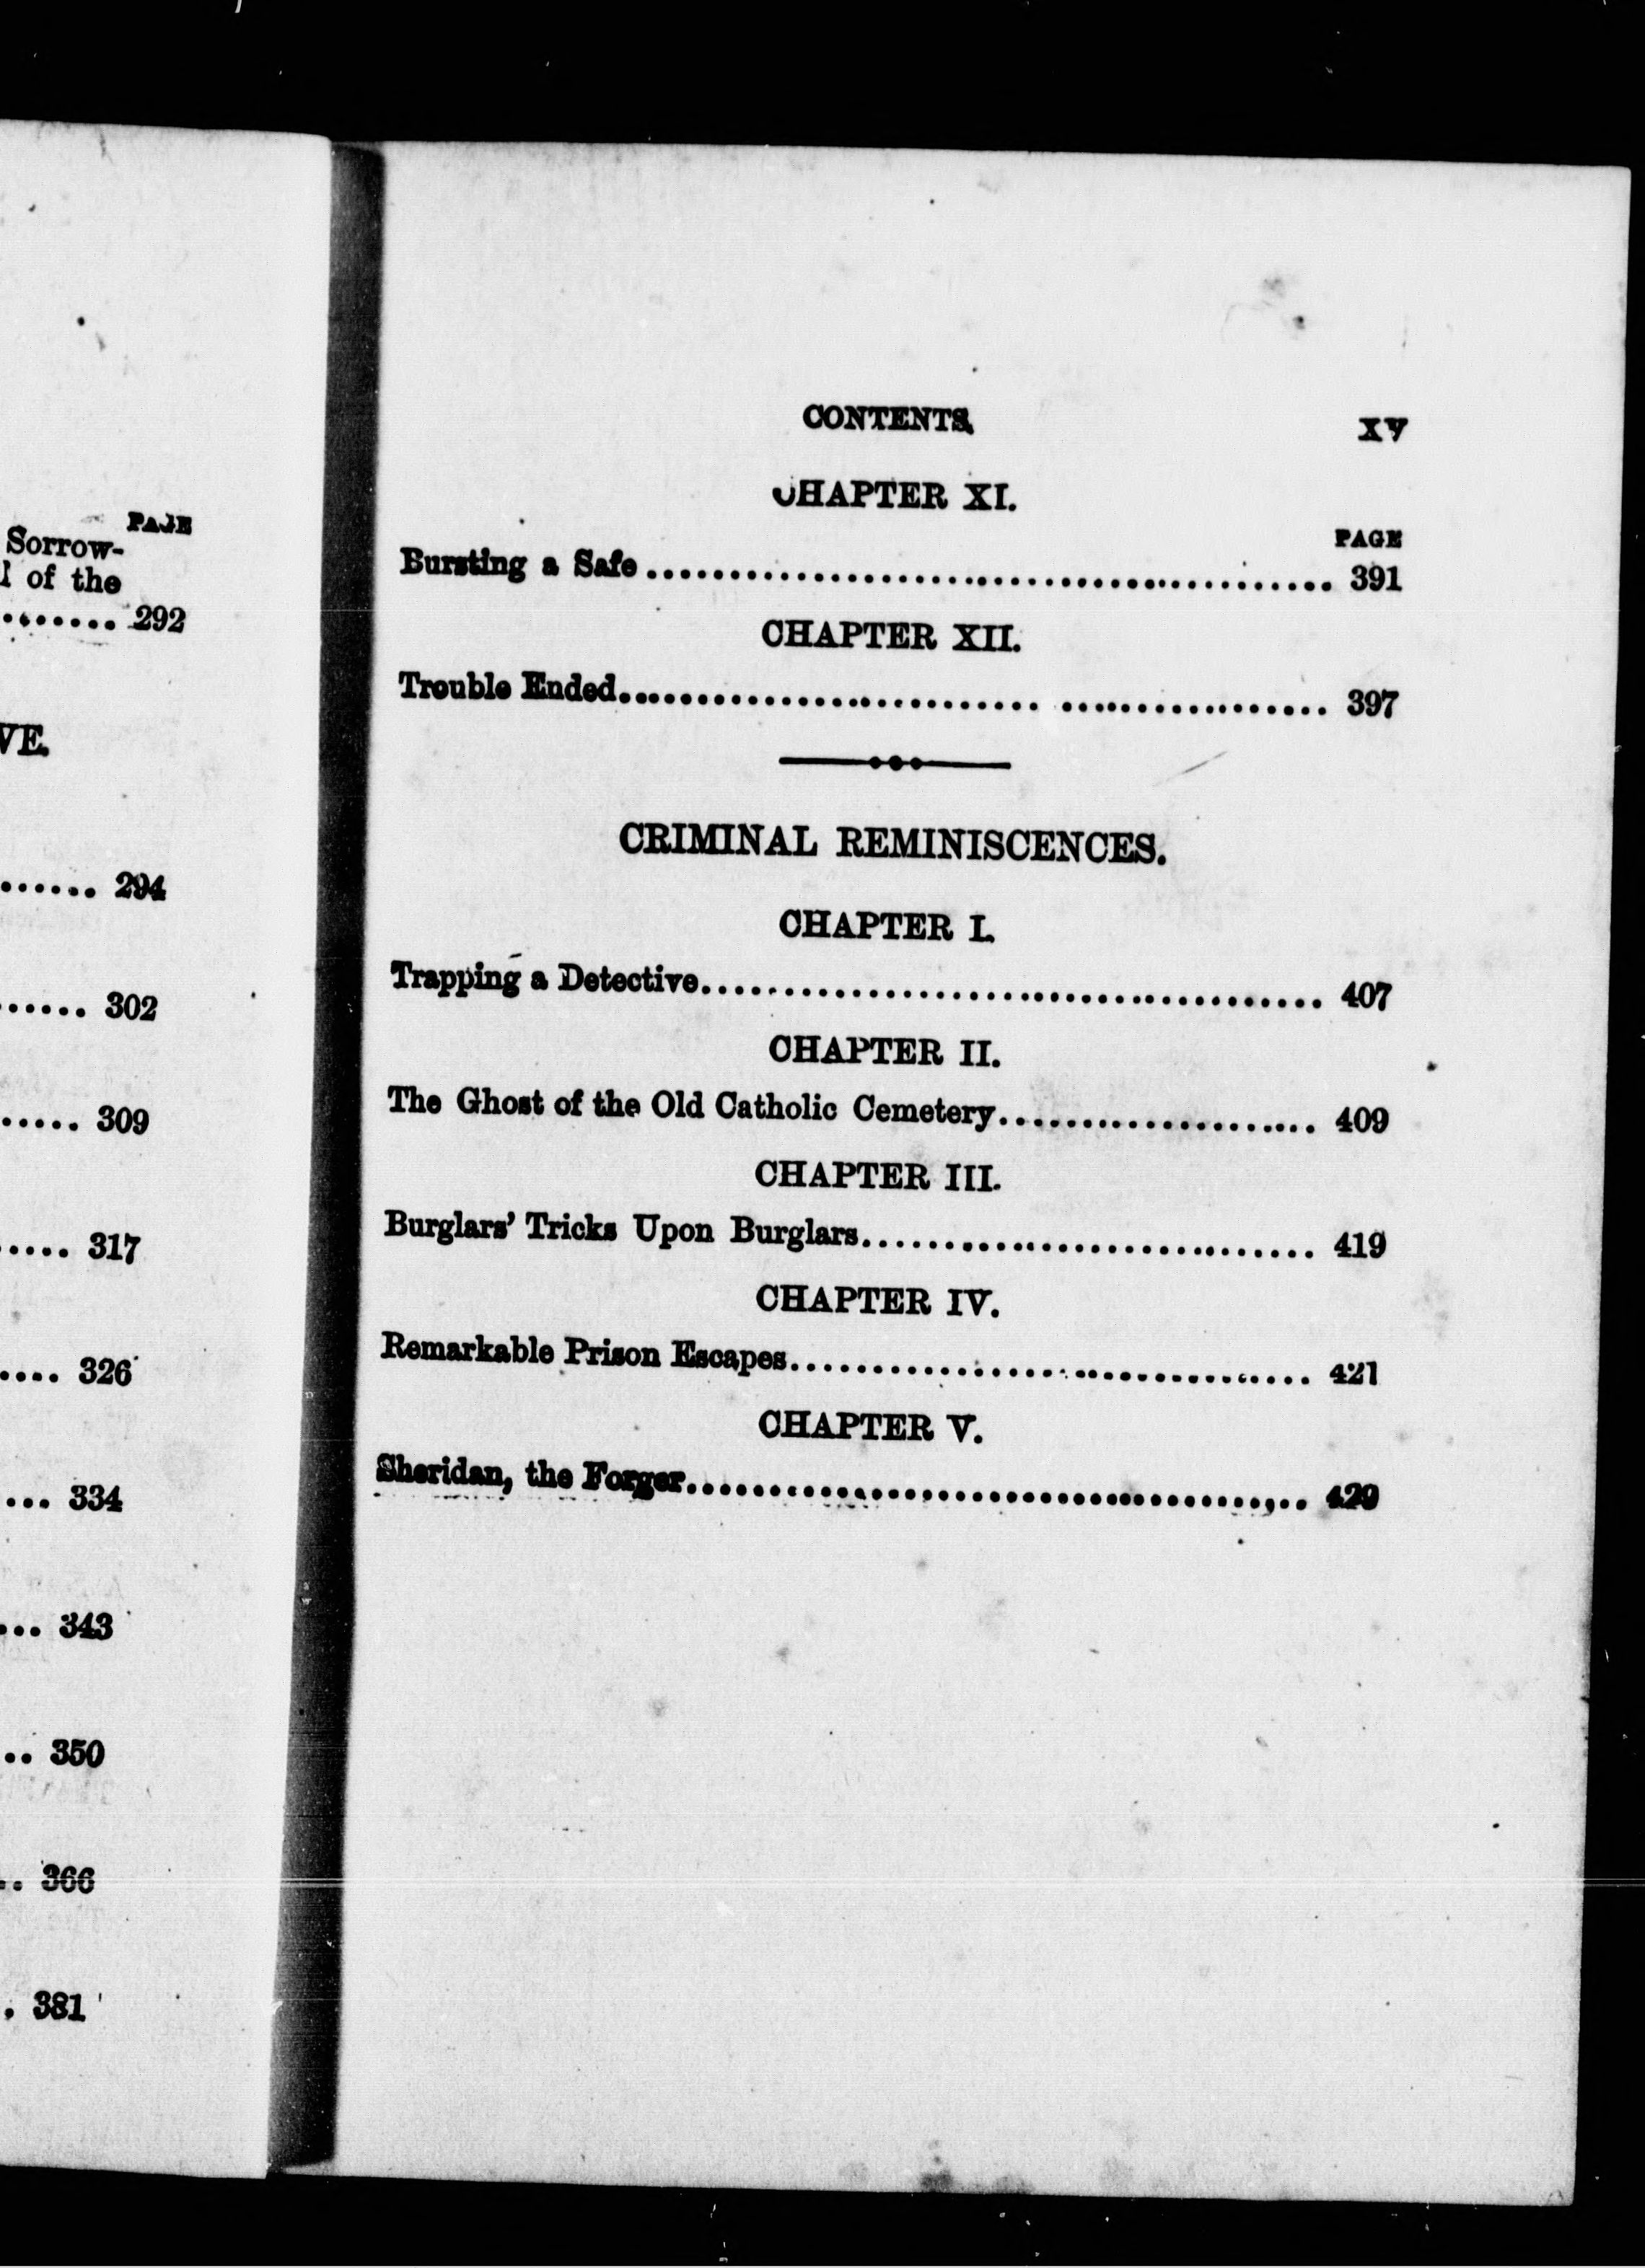 PAGE
Sorrow-
l of the
........ 292
VE.
...... 294
...... 302
..... 309
..... 317
.... 326
... 334
... 343
.. 350
.. 366
. 381
CONTENTS. XV
CHAPTER XI.
PAGE
Bursting a Safe .......................................... 391
CHAPTER XII.
Trouble Ended............................................ 397
CRIMINAL REMINISCENCES.
CHAPTER I.
Trapping a Detective...................................... 407
CHAPTER II.
The Ghost of the Old Catholic Cemetery.................... 409
CHAPTER III.
Burglars' Tricks Upon Burglars............................ 419
CHAPTER IV.
Remarkable Prison Escapes................................ 421
CHAPTER V.
Sheridan, the Forger...................................... 429